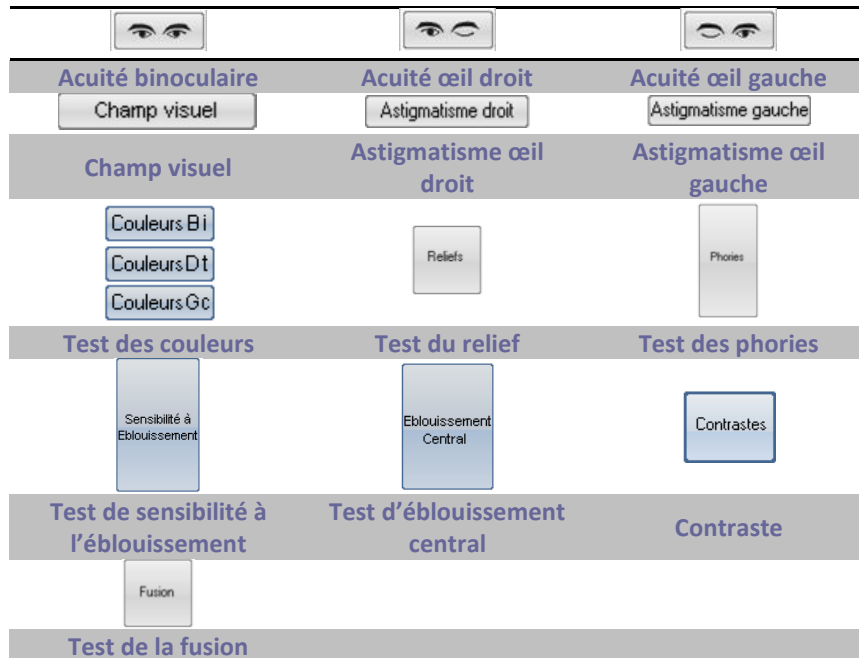 Acuité binoculaire Acuité œil droit Acuité œil gauche
Champ visuel Astigmatisme droit Astigmatisme gauche
Champ visuel
Astigmatisme œil
droit
Astigmatisme œil
gauche
Couleurs Bi
Couleurs Dt
Couleurs Gc
Reliefs
Phories
Test des couleurs Test du relief Test des phories
Sensibilité à
Eblouissement
Eblouissement
Central
Contrastes
Test de sensibilité à
l'éblouissement
Test d'éblouissement
central
Contraste
Fusion
Test de la fusion